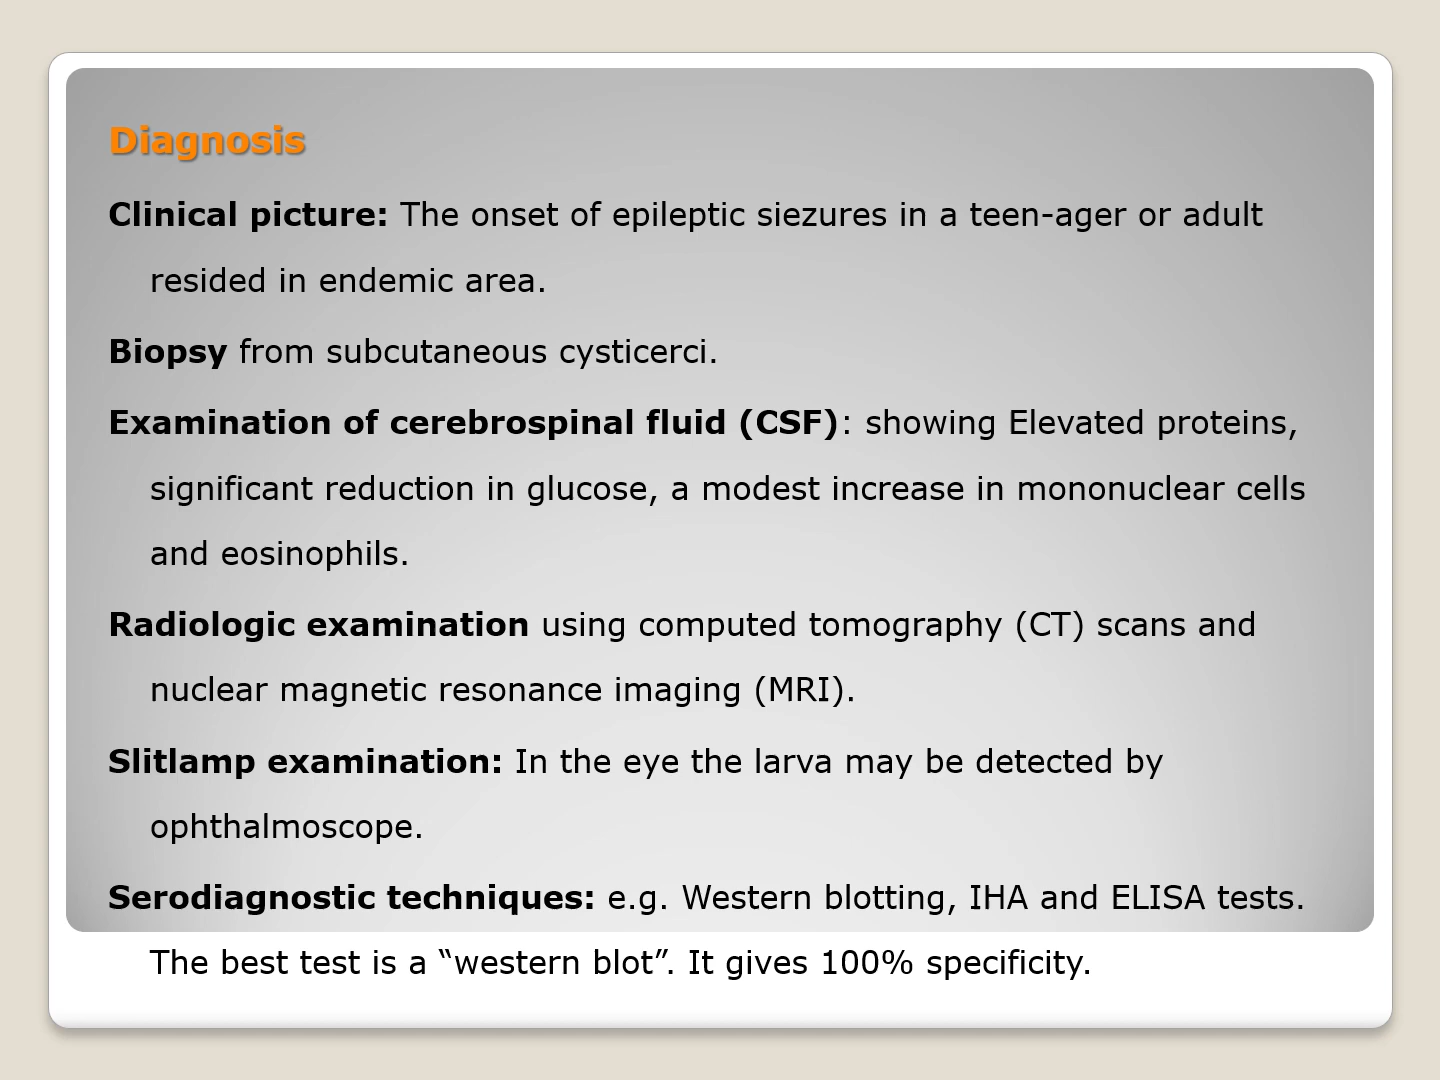 Diagnosis
Clinical picture: The onset of epileptic siezures in a teen-ager or adult
resided in endemic area.
Biopsy from subcutaneous cysticerci.
Examination of cerebrospinal fluid (CSF): showing Elevated proteins,
significant reduction in glucose, a modest increase in mononuclear cells
and eosinophils.
Radiologic examination using computed tomography (CT) scans and
nuclear magnetic resonance imaging (MRI).
Slitlamp examination: In the eye the larva may be detected by
ophthalmoscope.
Serodiagnostic techniques: e.g. Western blotting, IHA and ELISA tests.
The best test is a “western blot”. It gives 100% specificity.